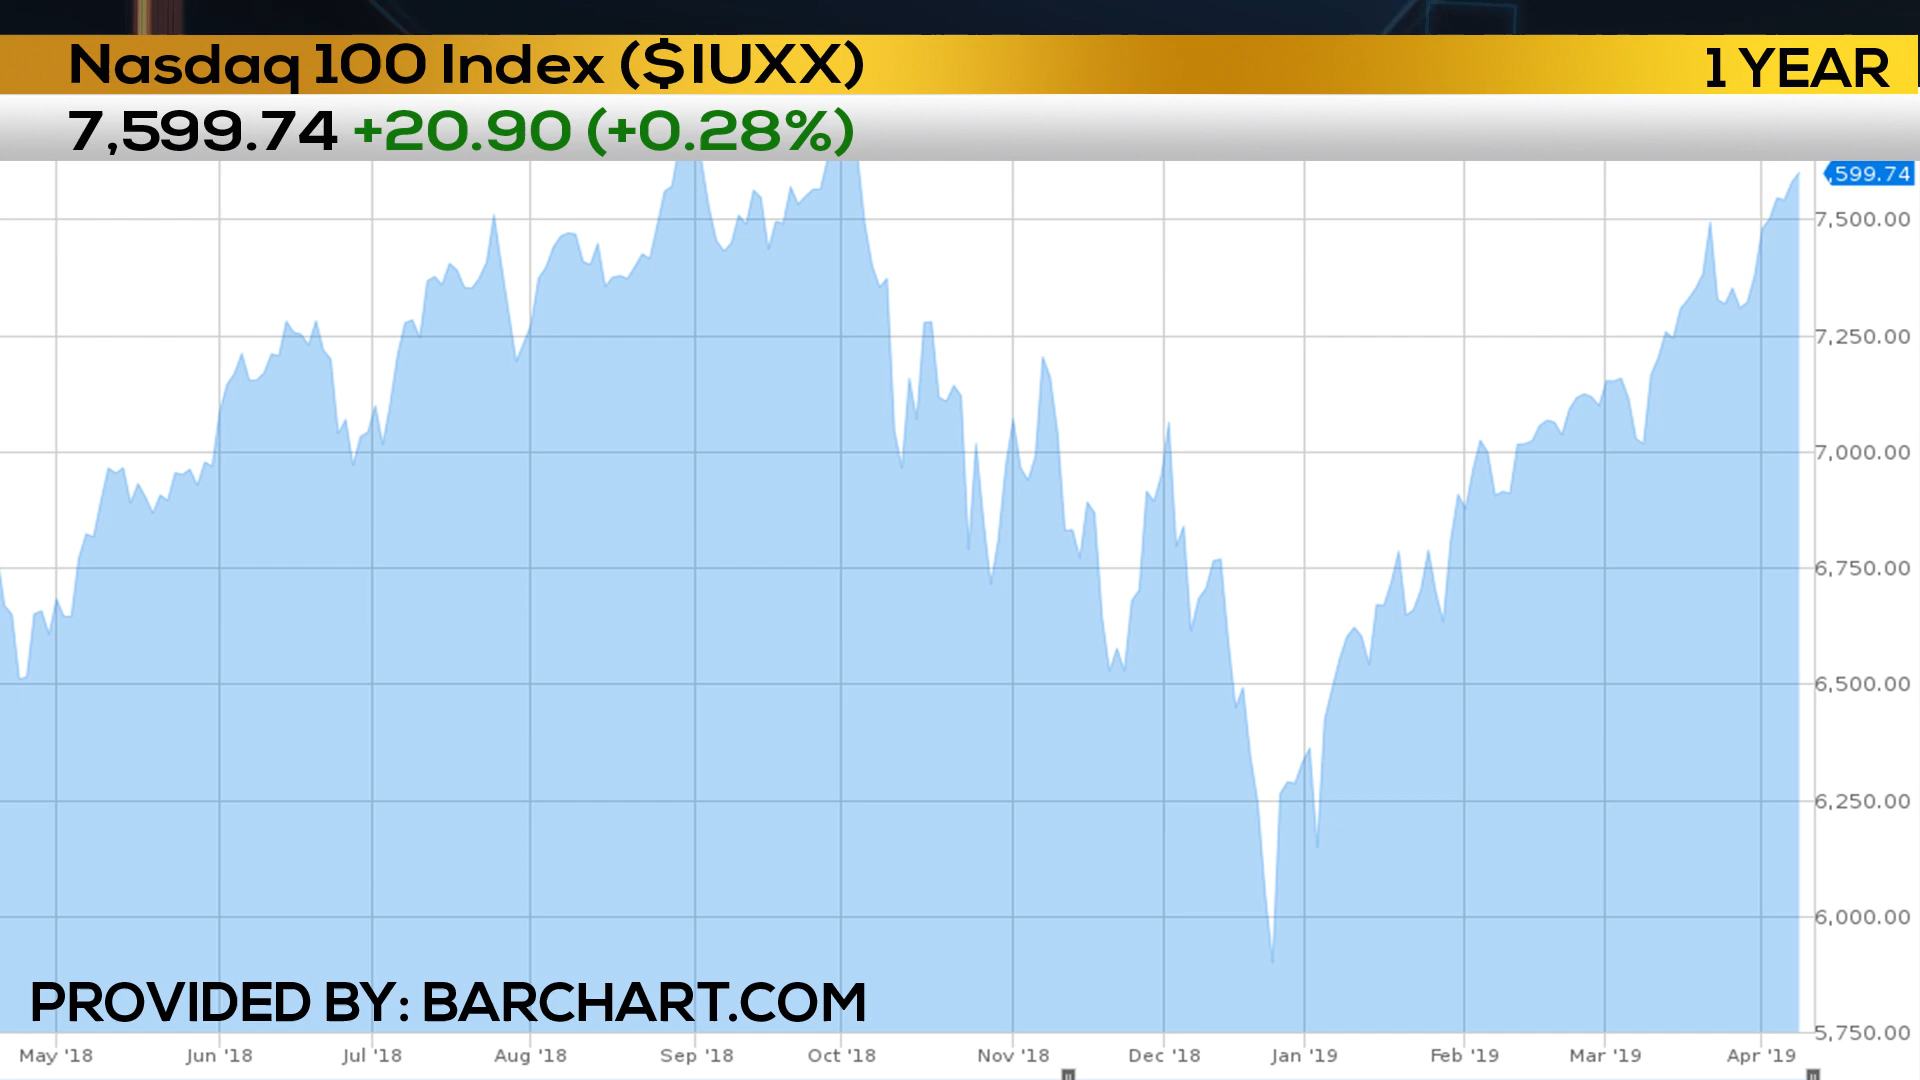 Nasdaq 100 Index ($IUXX)
1 YEAR
7,599.74 +20.90 (+0.28%)
,599.74
7,500.00
7,250.00
7,000.00
6,750.00
6,500.00
6,250.00
6,000.00
5,750.00
PROVIDED BY: BARCHART.COM
May '18 Jun '18 Jul '18 Aug '18 Sep '18 Oct '18 Nov '18 Dec '18 Jan '19 Feb '19 Mar '19 Apr '19